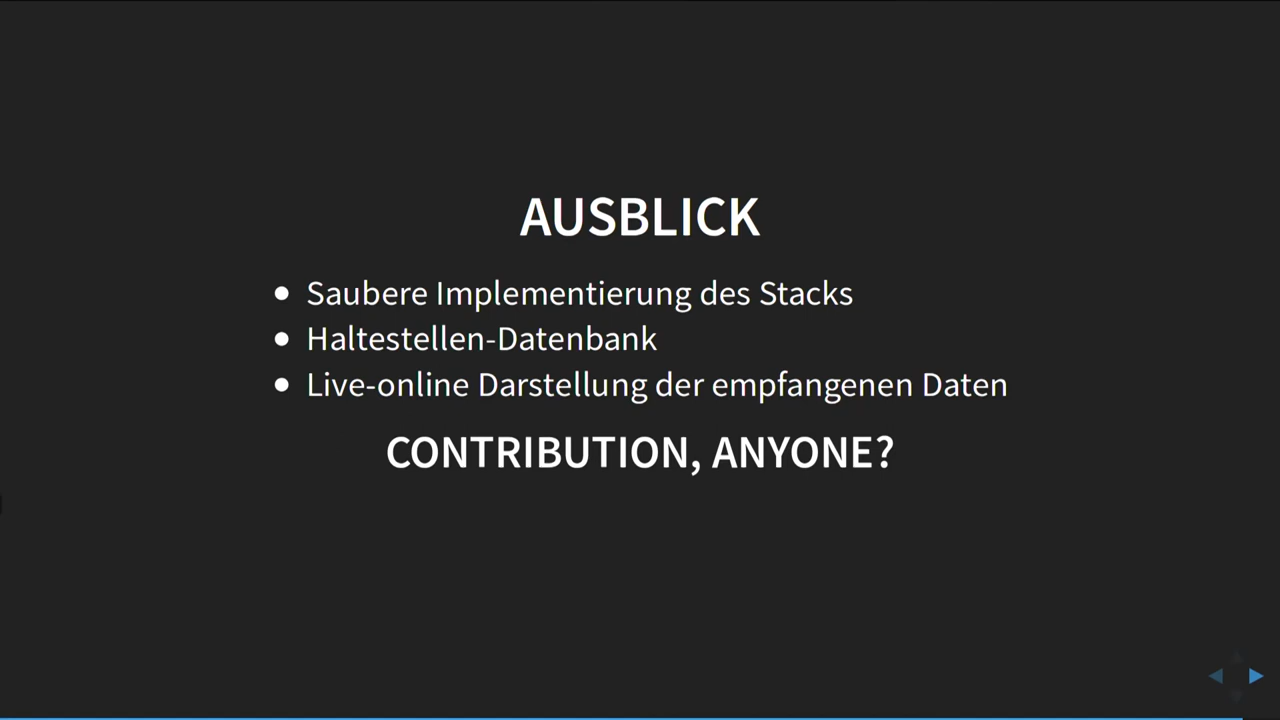 AUSBLICK
Saubere Implementierung des Stacks
Haltestellen-Datenbank
Live-online Darstellung der empfangenen Daten
CONTRIBUTION, ANYONE?